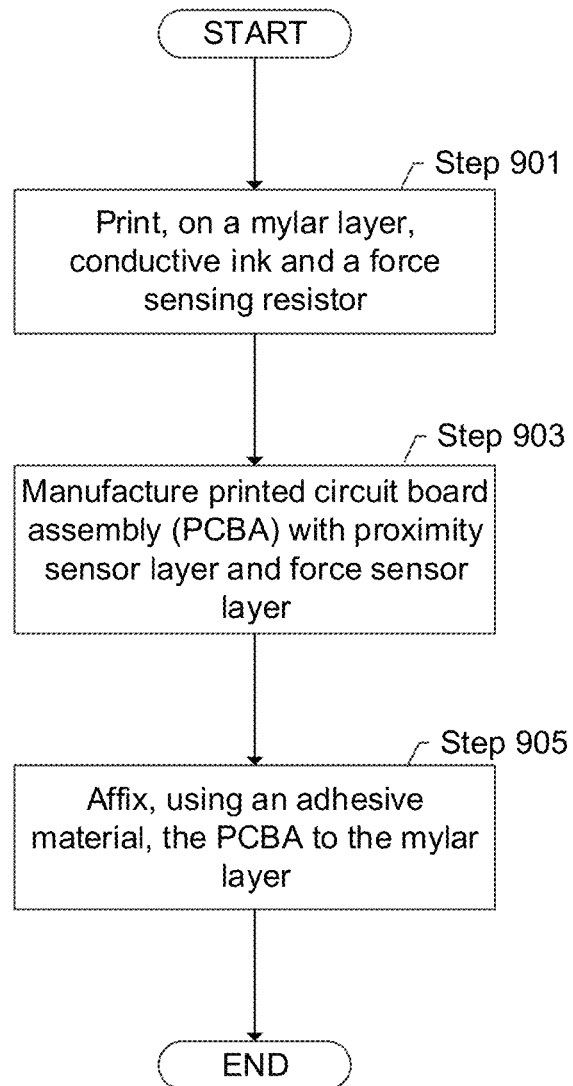 START
Step 901
Print, on a mylar layer,
conductive ink and a force
sensing resistor
Step 903
Manufacture printed circuit board
assembly (PCBA) with proximity
sensor layer and force sensor
layer
Step 905
Affix, using an adhesive
material, the PCBA to the mylar
layer
END